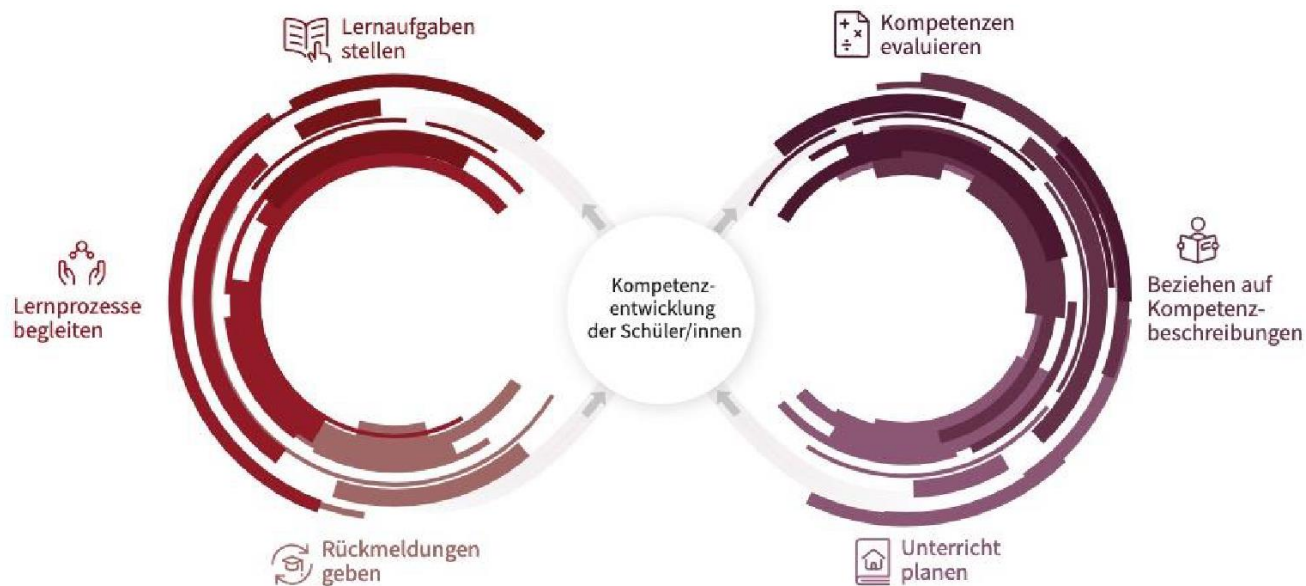 Lernaufgaben
stellen
Kompetenzen
evaluieren
Lernprozesse
begleiten
Kompetenz-
entwicklung
der Schüler/innen
Beziehen auf
Kompetenz-
beschreibungen
Rückmeldungen
geben
Unterricht
planen